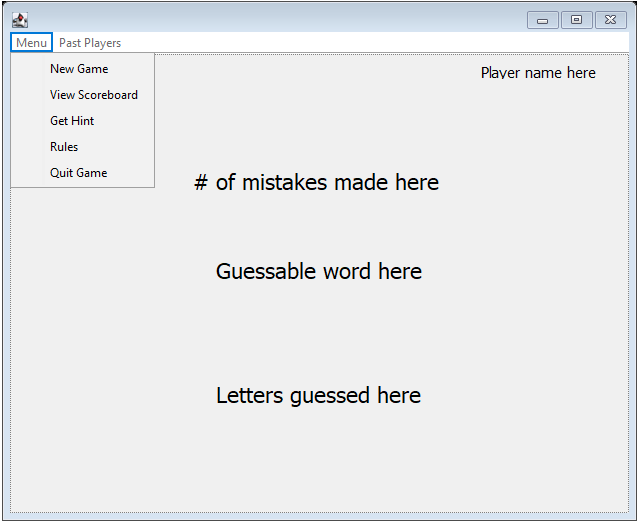 Menu Past Players
New Game
View Scoreboard
Get Hint
Rules
Quit Game
Player name here
# of mistakes made here
Guessable word here
Letters guessed here